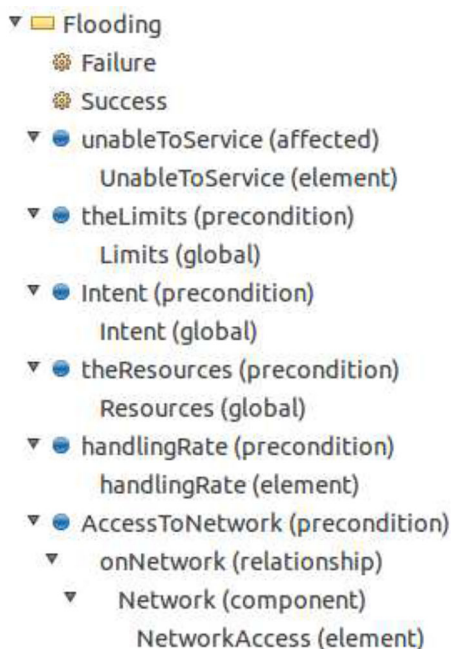 Flooding
Failure
Success
unableToService (affected)
UnableToService (element)
theLimits (precondition)
Limits (global)
Intent (precondition)
Intent (global)
theResources (precondition)
Resources (global)
handlingRate (precondition)
handlingRate (element)
AccessToNetwork (precondition)
onNetwork (relationship)
Network (component)
NetworkAccess (element)